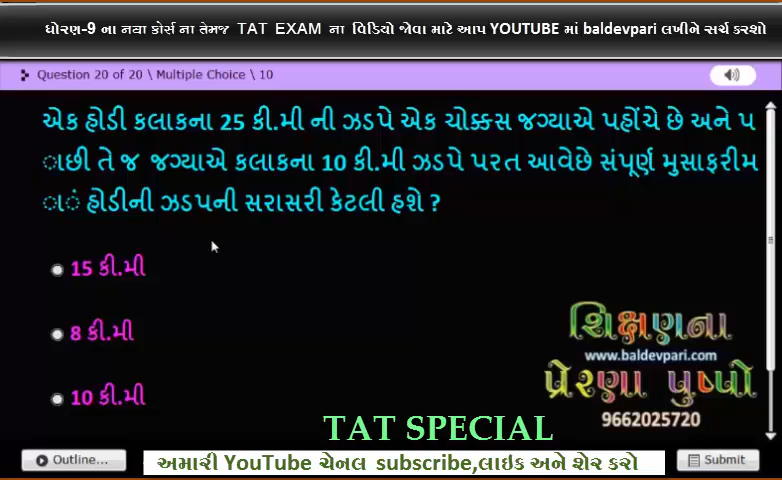 ધોરણ-9 ના નવા કોર્સ ના તેમજ TAT EXAM ના વિડિયો જોવા માટે આપ YOUTUBE માં baldevpari લખીને સર્ચ કરશો
Question 20 of 20 \ Multiple Choice \ 10
એક હોડી કલાકના 25 કી.મી ની ઝડપે એક ચોક્કસ જગ્યાએ પહોંચે છે અને પ
ાછી તે જ જગ્યાએ કલાકના 10 કી.મી ઝડપે પરત આવેછે સંપૂર્ણ મુસાફરીમ
ાં હોડીની ઝડપની સરાસરી કેટલી હશે ?
15 કી.મી
8 કી.મી
10 કી.મી
શિક્ષણના
www.baldevpari.com
પ્રેરણા પુષ્પો
9662025720
TAT SPECIAL
Outline...
અમારી YouTube ચેનલ subscribe,લાઇક અને શેર કરો
Submit